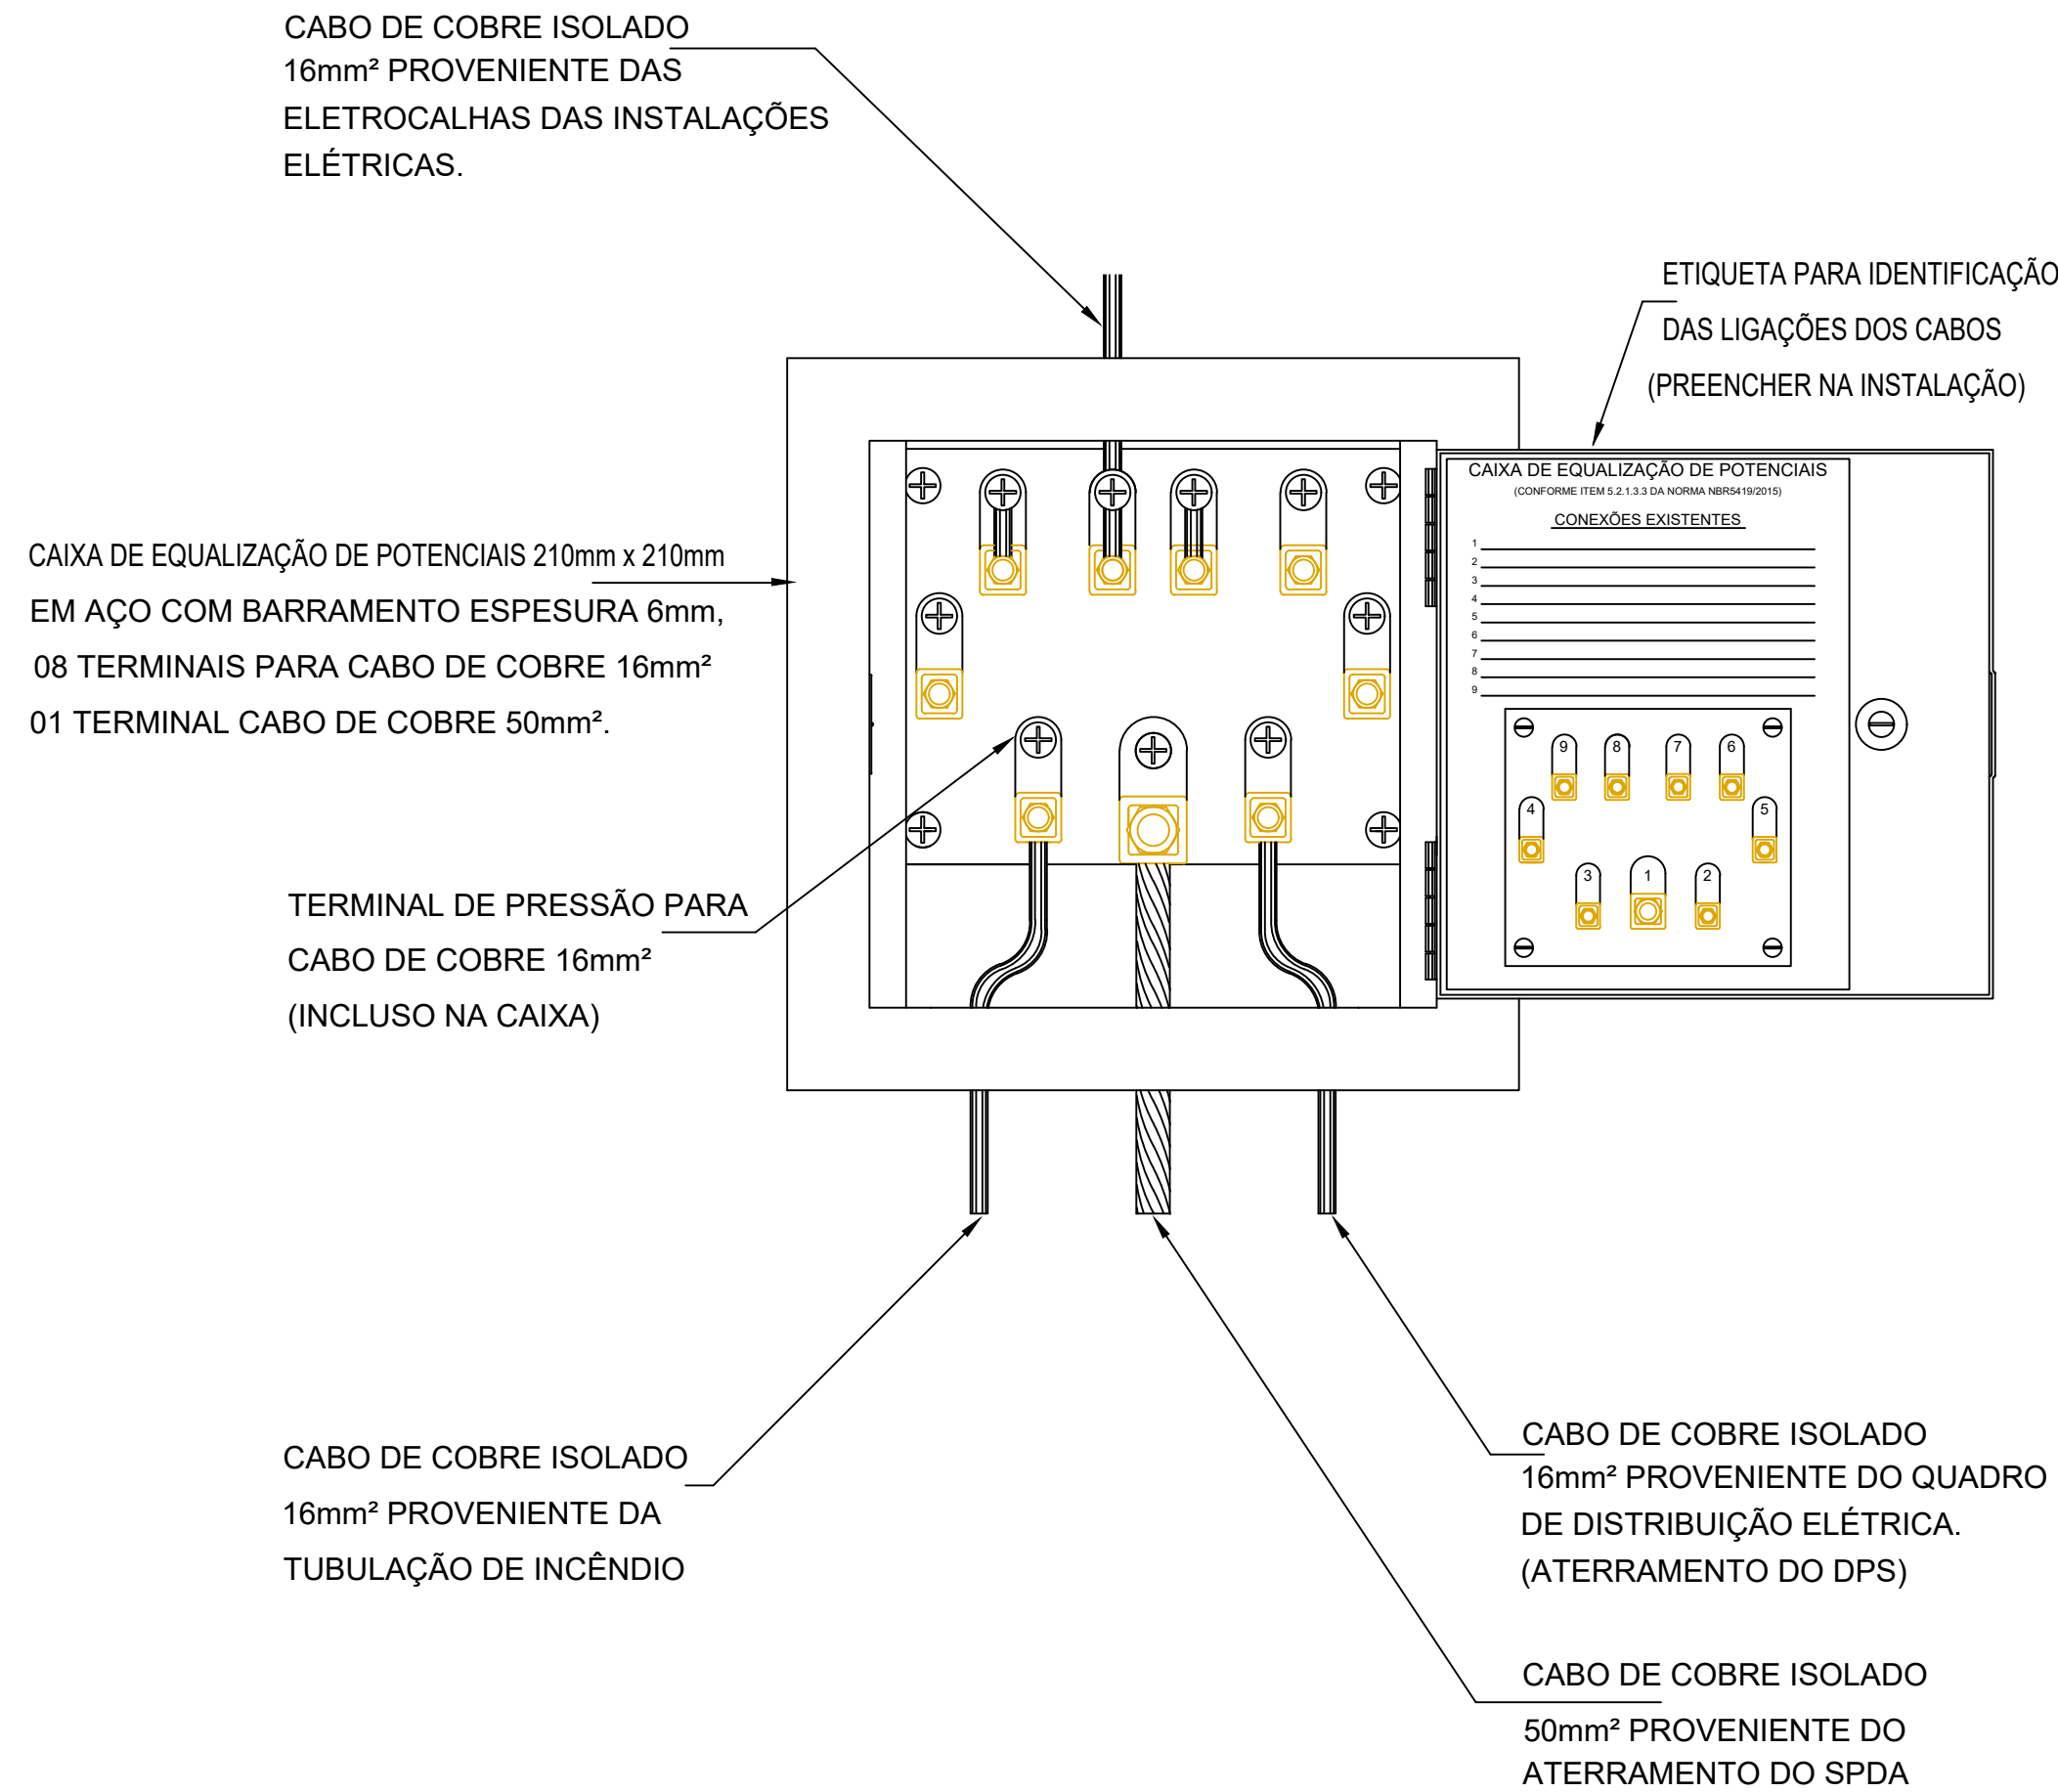 CABO DE COBRE ISOLADO
16mm² PROVENIENTE DAS
ELETROCALHAS DAS INSTALAÇÕES
ELÉTRICAS.
ETIQUETA PARA IDENTIFICAÇÃO
DAS LIGAÇÕES DOS CABOS
(PREENCHER NA INSTALAÇÃO)
CAIXA DE EQUALIZAÇÃO DE POTENCIAIS 210mm x 210mm
EM AÇO COM BARRAMENTO ESPESURA 6mm,
08 TERMINAIS PARA CABO DE COBRE 16mm²
01 TERMINAL CABO DE COBRE 50mm².
CAIXA DE EQUALIZAÇÃO DE POTENCIAIS
(CONFORME ITEM 5.2.1.3.3 DA NORMA NBR5419/2015)
CONEXÕES EXISTENTES
1
2
3
4
5
6
7
8
9
9 8 7 6
4 5
3 1 2
TERMINAL DE PRESSÃO PARA
CABO DE COBRE 16mm²
(INCLUSO NA CAIXA)
CABO DE COBRE ISOLADO
16mm² PROVENIENTE DA
TUBULAÇÃO DE INCÊNDIO
CABO DE COBRE ISOLADO
16mm² PROVENIENTE DO QUADRO
DE DISTRIBUIÇÃO ELÉTRICA.
(ATERRAMENTO DO DPS)
CABO DE COBRE ISOLADO
50mm² PROVENIENTE DO
ATERRAMENTO DO SPDA